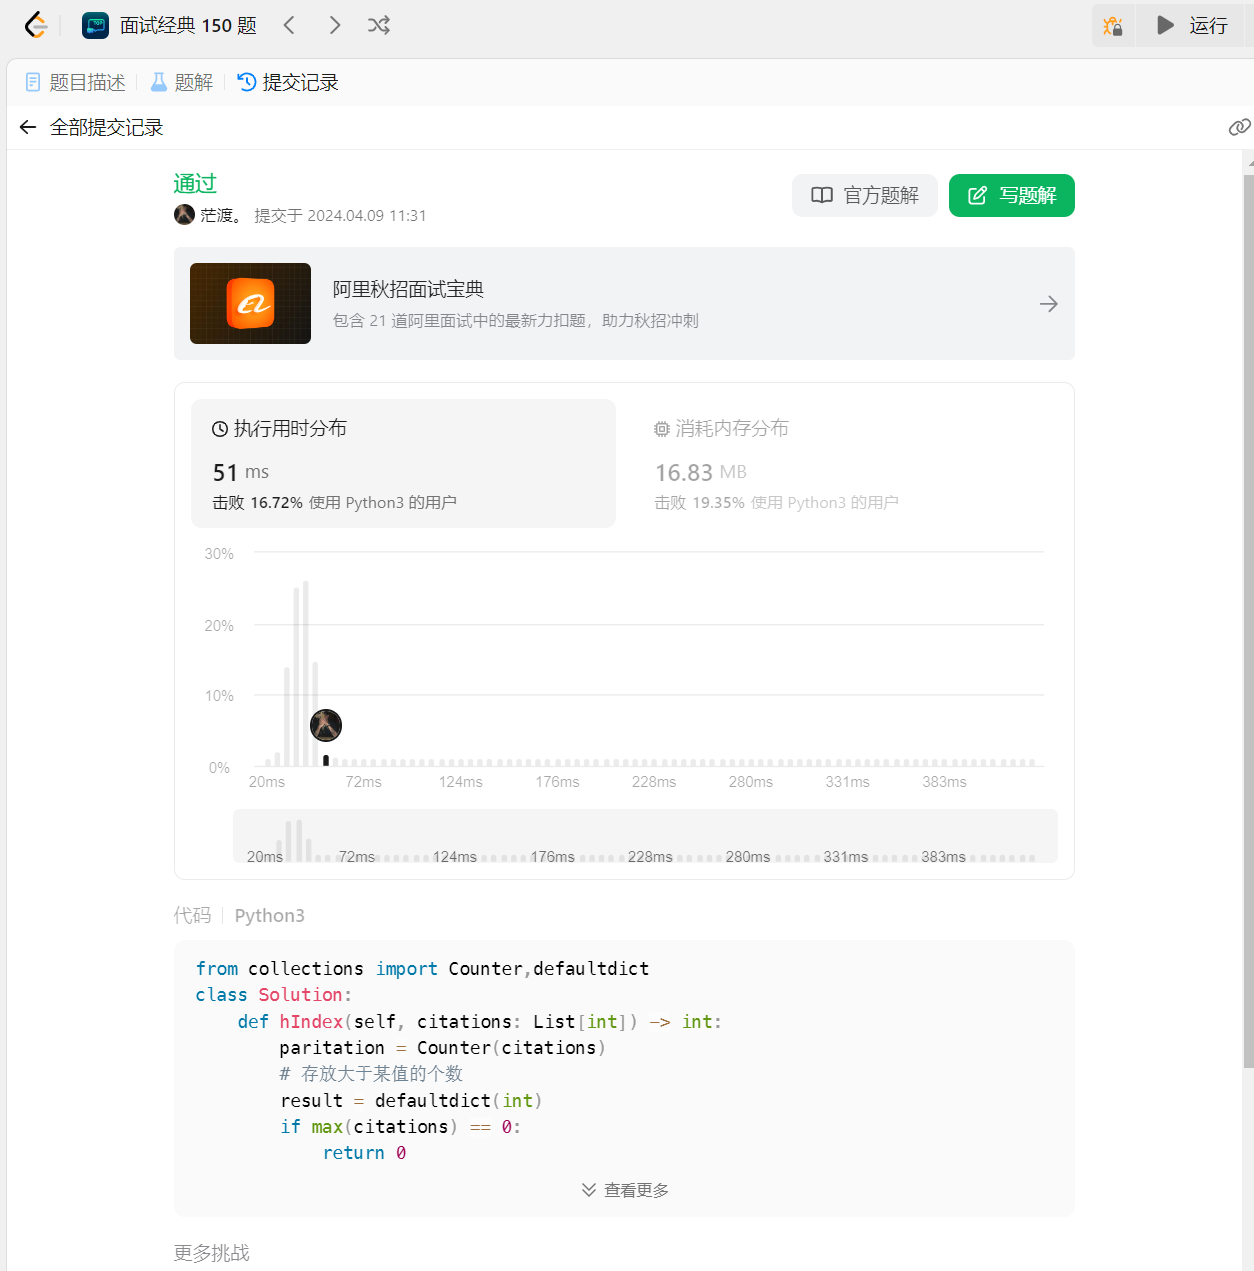 面试经典 150 题
运行
题目描述
题解
提交记录
全部提交记录
通过
茫渡。 提交于 2024.04.09 11:31
官方题解
写题解
阿里秋招面试宝典
包含 21 道阿里面试中的最新力扣题，助力秋招冲刺
执行用时分布
51 ms
击败 16.72% 使用 Python3 的用户
消耗内存分布
16.83 MB
击败 19.35% 使用 Python3 的用户
30%
20%
10%
0%
20ms 72ms 124ms 176ms 228ms 280ms 331ms 383ms
20ms 72ms 124ms 176ms 228ms 280ms 331ms 383ms
代码 Python3
from collections import Counter,defaultdict
class Solution:
    def hIndex(self, citations: List[int]) -> int:
        paritation = Counter(citations)
        # 存放大于某值的个数
        result = defaultdict(int)
        if max(citations) == 0:
            return 0
查看更多
更多挑战